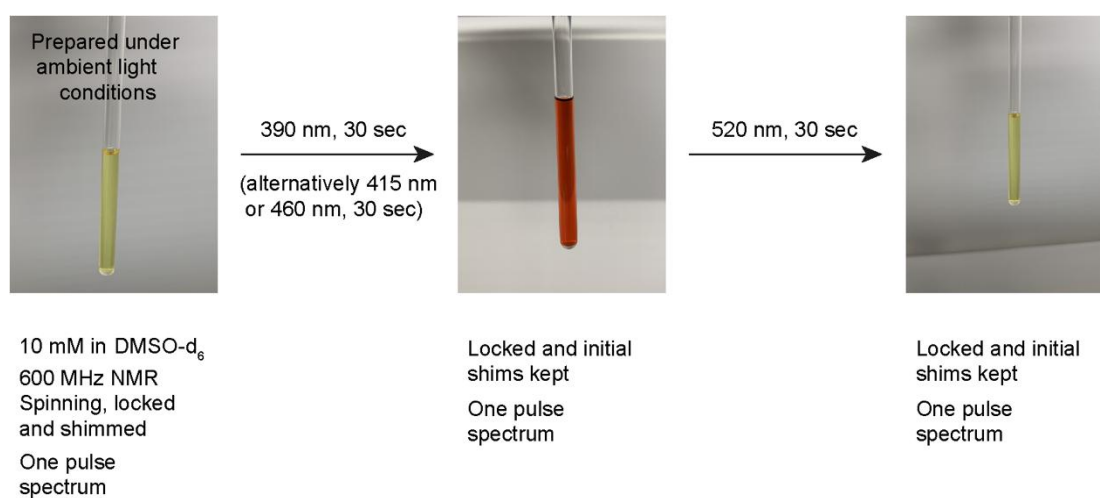 Prepared under
ambient light
conditions
390 nm, 30 sec
(alternatively 415 nm
or 460 nm, 30 sec)
520 nm, 30 sec
10 mM in DMSO-d₆
600 MHz NMR
Spinning, locked
and shimmed
One pulse
spectrum
Locked and initial
shims kept
One pulse
spectrum
Locked and initial
shims kept
One pulse
spectrum